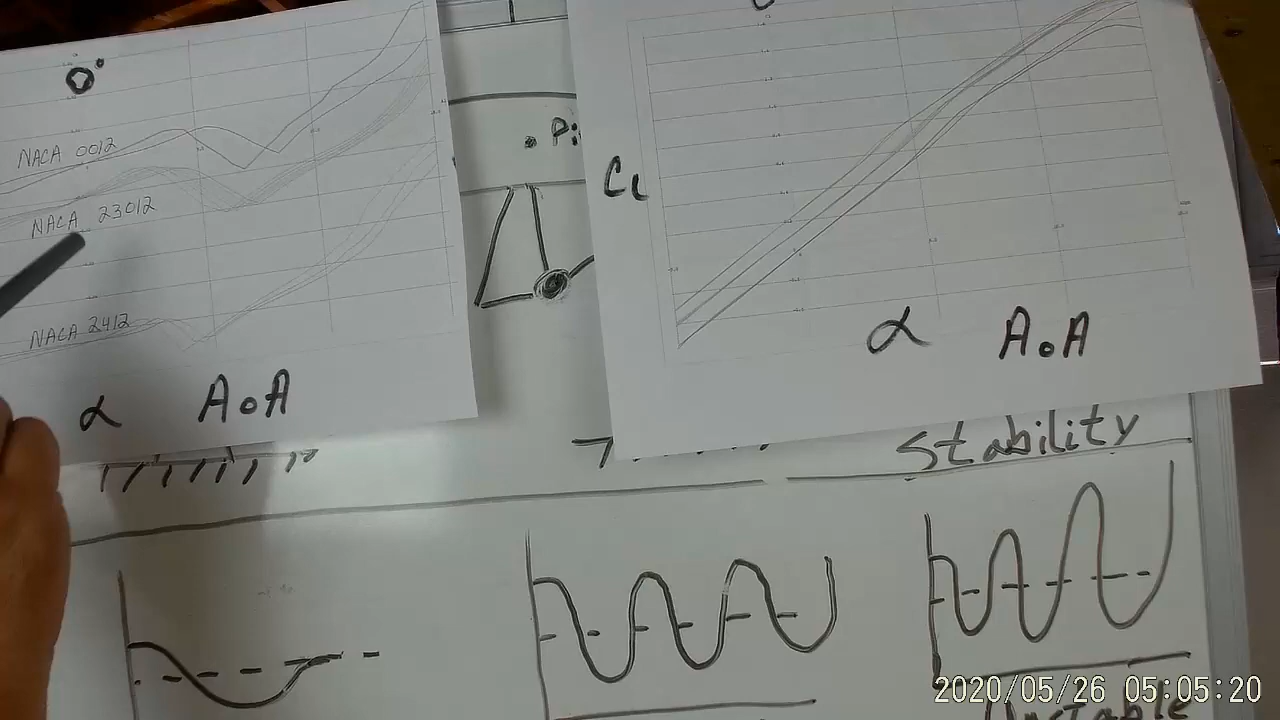 0°
NACA 0012
NACA 23012
NACA 2412
α AoA
CL
α AoA
Stability
2020/05/26 05:05:20